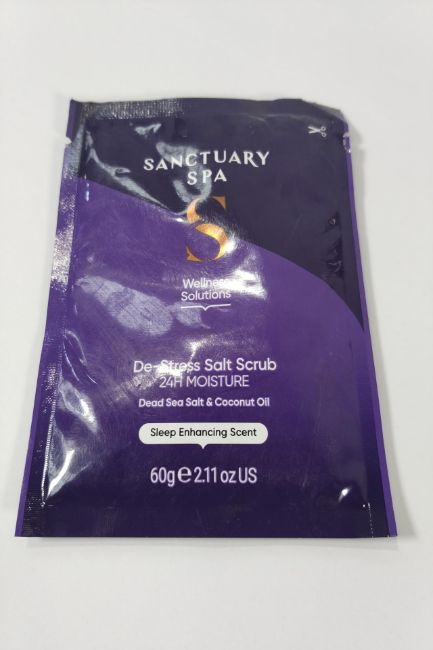 SANCTUARY
SPA
S
Wellness
Solutions
De-Stress Salt Scrub
24H MOISTURE
Dead Sea Salt & Coconut Oil
Sleep Enhancing Scent
60g e 2.11 oz US